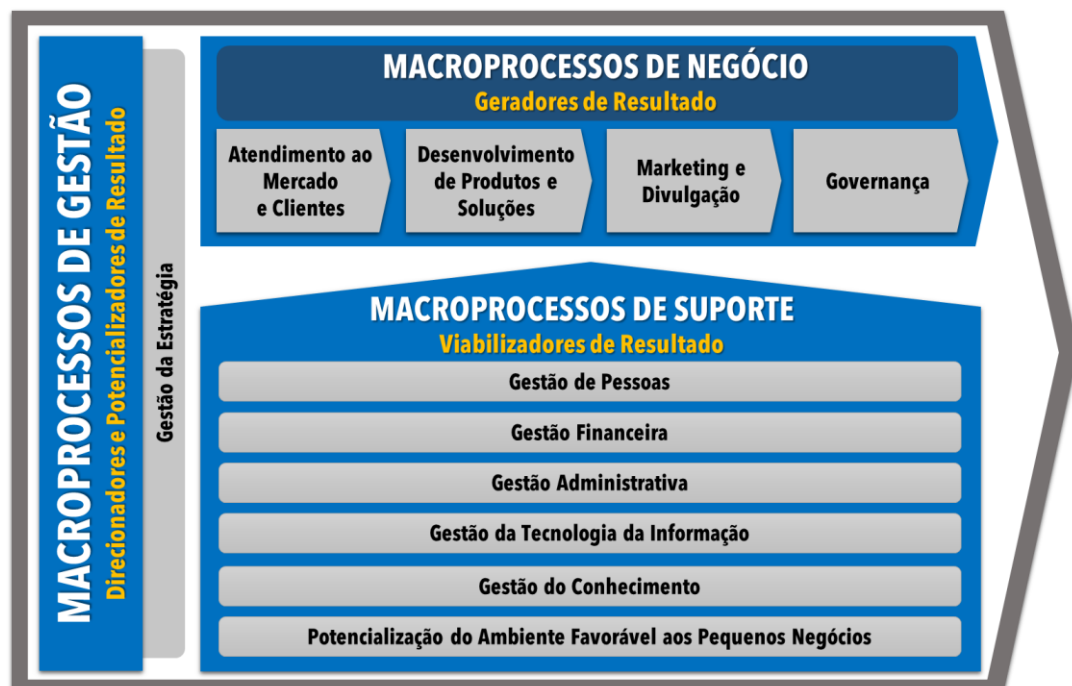 MACROPROCESSOS DE GESTÃO
Direcionadores e Potencializadores de Resultado
Gestão da Estratégia
MACROPROCESSOS DE NEGÓCIO
Geradores de Resultado
Atendimento ao
Mercado
e Clientes
Desenvolvimento
de Produtos e
Soluções
Marketing e
Divulgação
Governança
MACROPROCESSOS DE SUPORTE
Viabilizadores de Resultado
Gestão de Pessoas
Gestão Financeira
Gestão Administrativa
Gestão da Tecnologia da Informação
Gestão do Conhecimento
Potencialização do Ambiente Favorável aos Pequenos Negócios